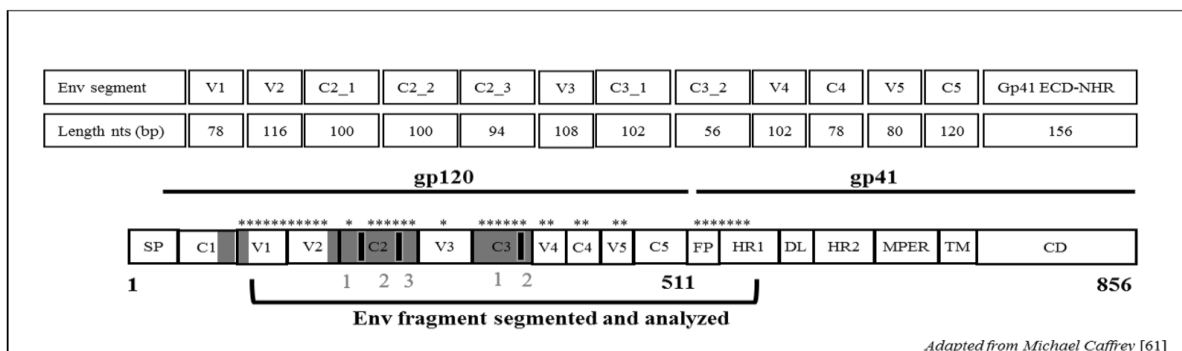 Env segment V1 V2 C2_1 C2_2 C2_3 V3 C3_1 C3_2 V4 C4 V5 C5 Gp41 ECD-NHR
Length nts (bp) 78 116 100 100 94 108 102 56 102 78 80 120 156
gp120 gp41
*********** * ****** * ****** ** ** ** *******
SP C1 V1 V2 C2 V3 C3 V4 C4 V5 C5 FP HR1 DL HR2 MPER TM CD
1 1 2 3 1 2 511 856
Env fragment segmented and analyzed
Adapted from Michael Caffrey [61]